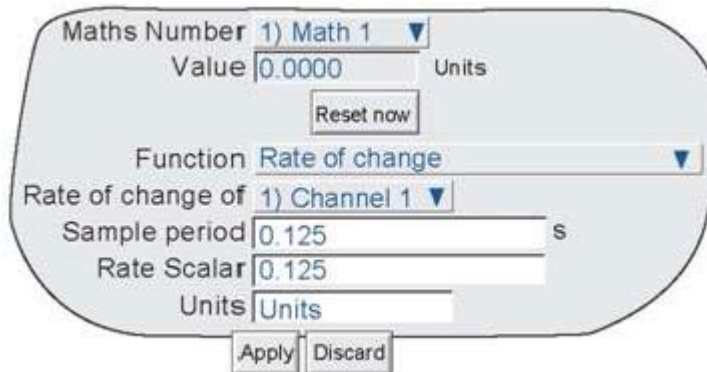 Maths Number 1) Math 1
Value 0.0000 Units
Reset now
Function Rate of change
Rate of change of 1) Channel 1
Sample period 0.125 s
Rate Scalar 0.125
Units Units
Apply Discard